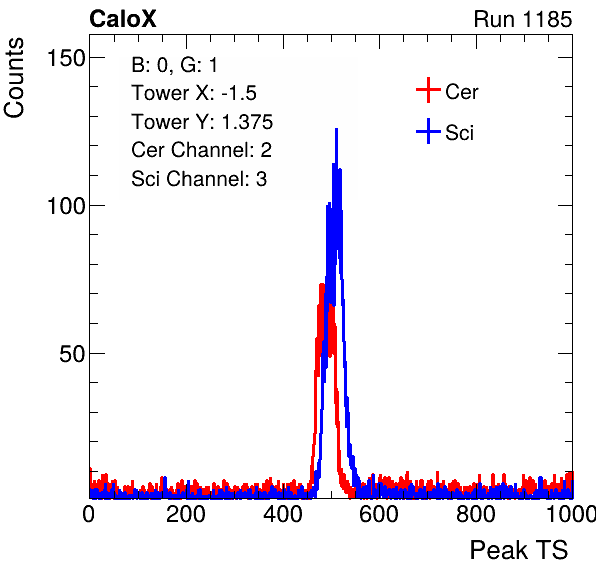 CaloX Run 1185
B: 0, G: 1
Tower X: -1.5
Tower Y: 1.375
Cer Channel: 2
Sci Channel: 3
Cer
Sci
Counts
150
100
50
0 200 400 600 800 1000
Peak TS